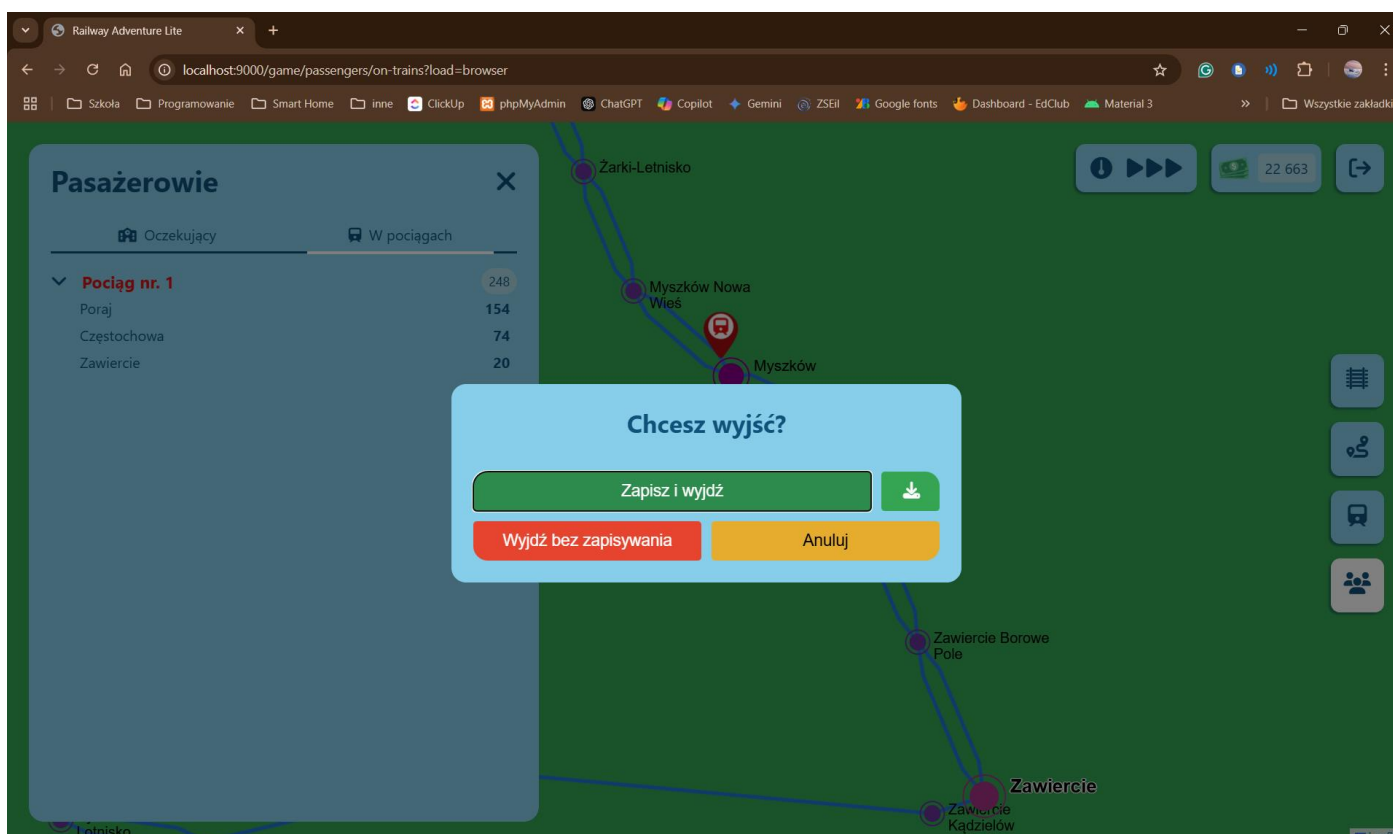 Railway Adventure Lite
localhost:9000/game/passengers/on-trains?load=browser
Szkoła Programowanie Smart Home inne ClickUp phpMyAdmin ChatGPT Copilot Gemini ZSEiI Google fonts Dashboard - EdClub Material 3 » Wszystkie zakładki
Pasażerowie
Oczekujący W pociągach
Pociąg nr. 1 248
Poraj 154
Częstochowa 74
Zawiercie 20
Żarki-Letnisko
22 663
Myszków Nowa
Wieś
Myszków
Chcesz wyjść?
Zapisz i wyjdź
Wyjdź bez zapisywania Anuluj
Zawiercie Borowe
Pole
Zawiercie
Zawiercie
Kądzielów
Letnisko